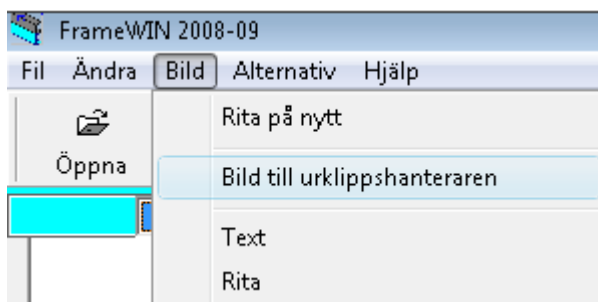 FrameWIN 2008-09
Fil Ändra Bild Alternativ Hjälp
Öppna
Rita på nytt
Bild till urklippshanteraren
Text
Rita